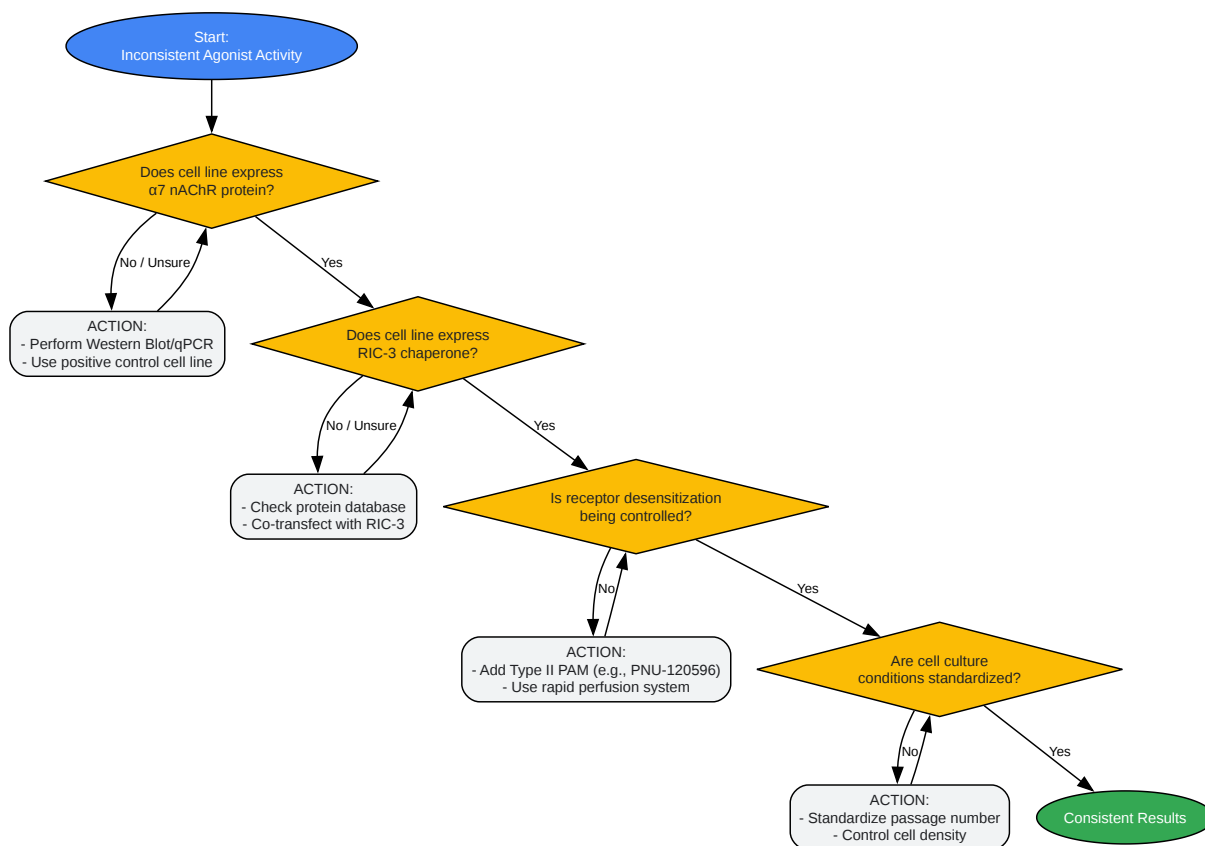 Start:
Inconsistent Agonist Activity
Does cell line express
α7 nAChR protein?
No / Unsure
Yes
ACTION:
- Perform Western Blot/qPCR
- Use positive control cell line
Does cell line express
RIC-3 chaperone?
No / Unsure
Yes
ACTION:
- Check protein database
- Co-transfect with RIC-3
Is receptor desensitization
being controlled?
No
Yes
ACTION:
- Add Type II PAM (e.g., PNU-120596)
- Use rapid perfusion system
Are cell culture
conditions standardized?
No
Yes
ACTION:
- Standardize passage number
- Control cell density
Consistent Results